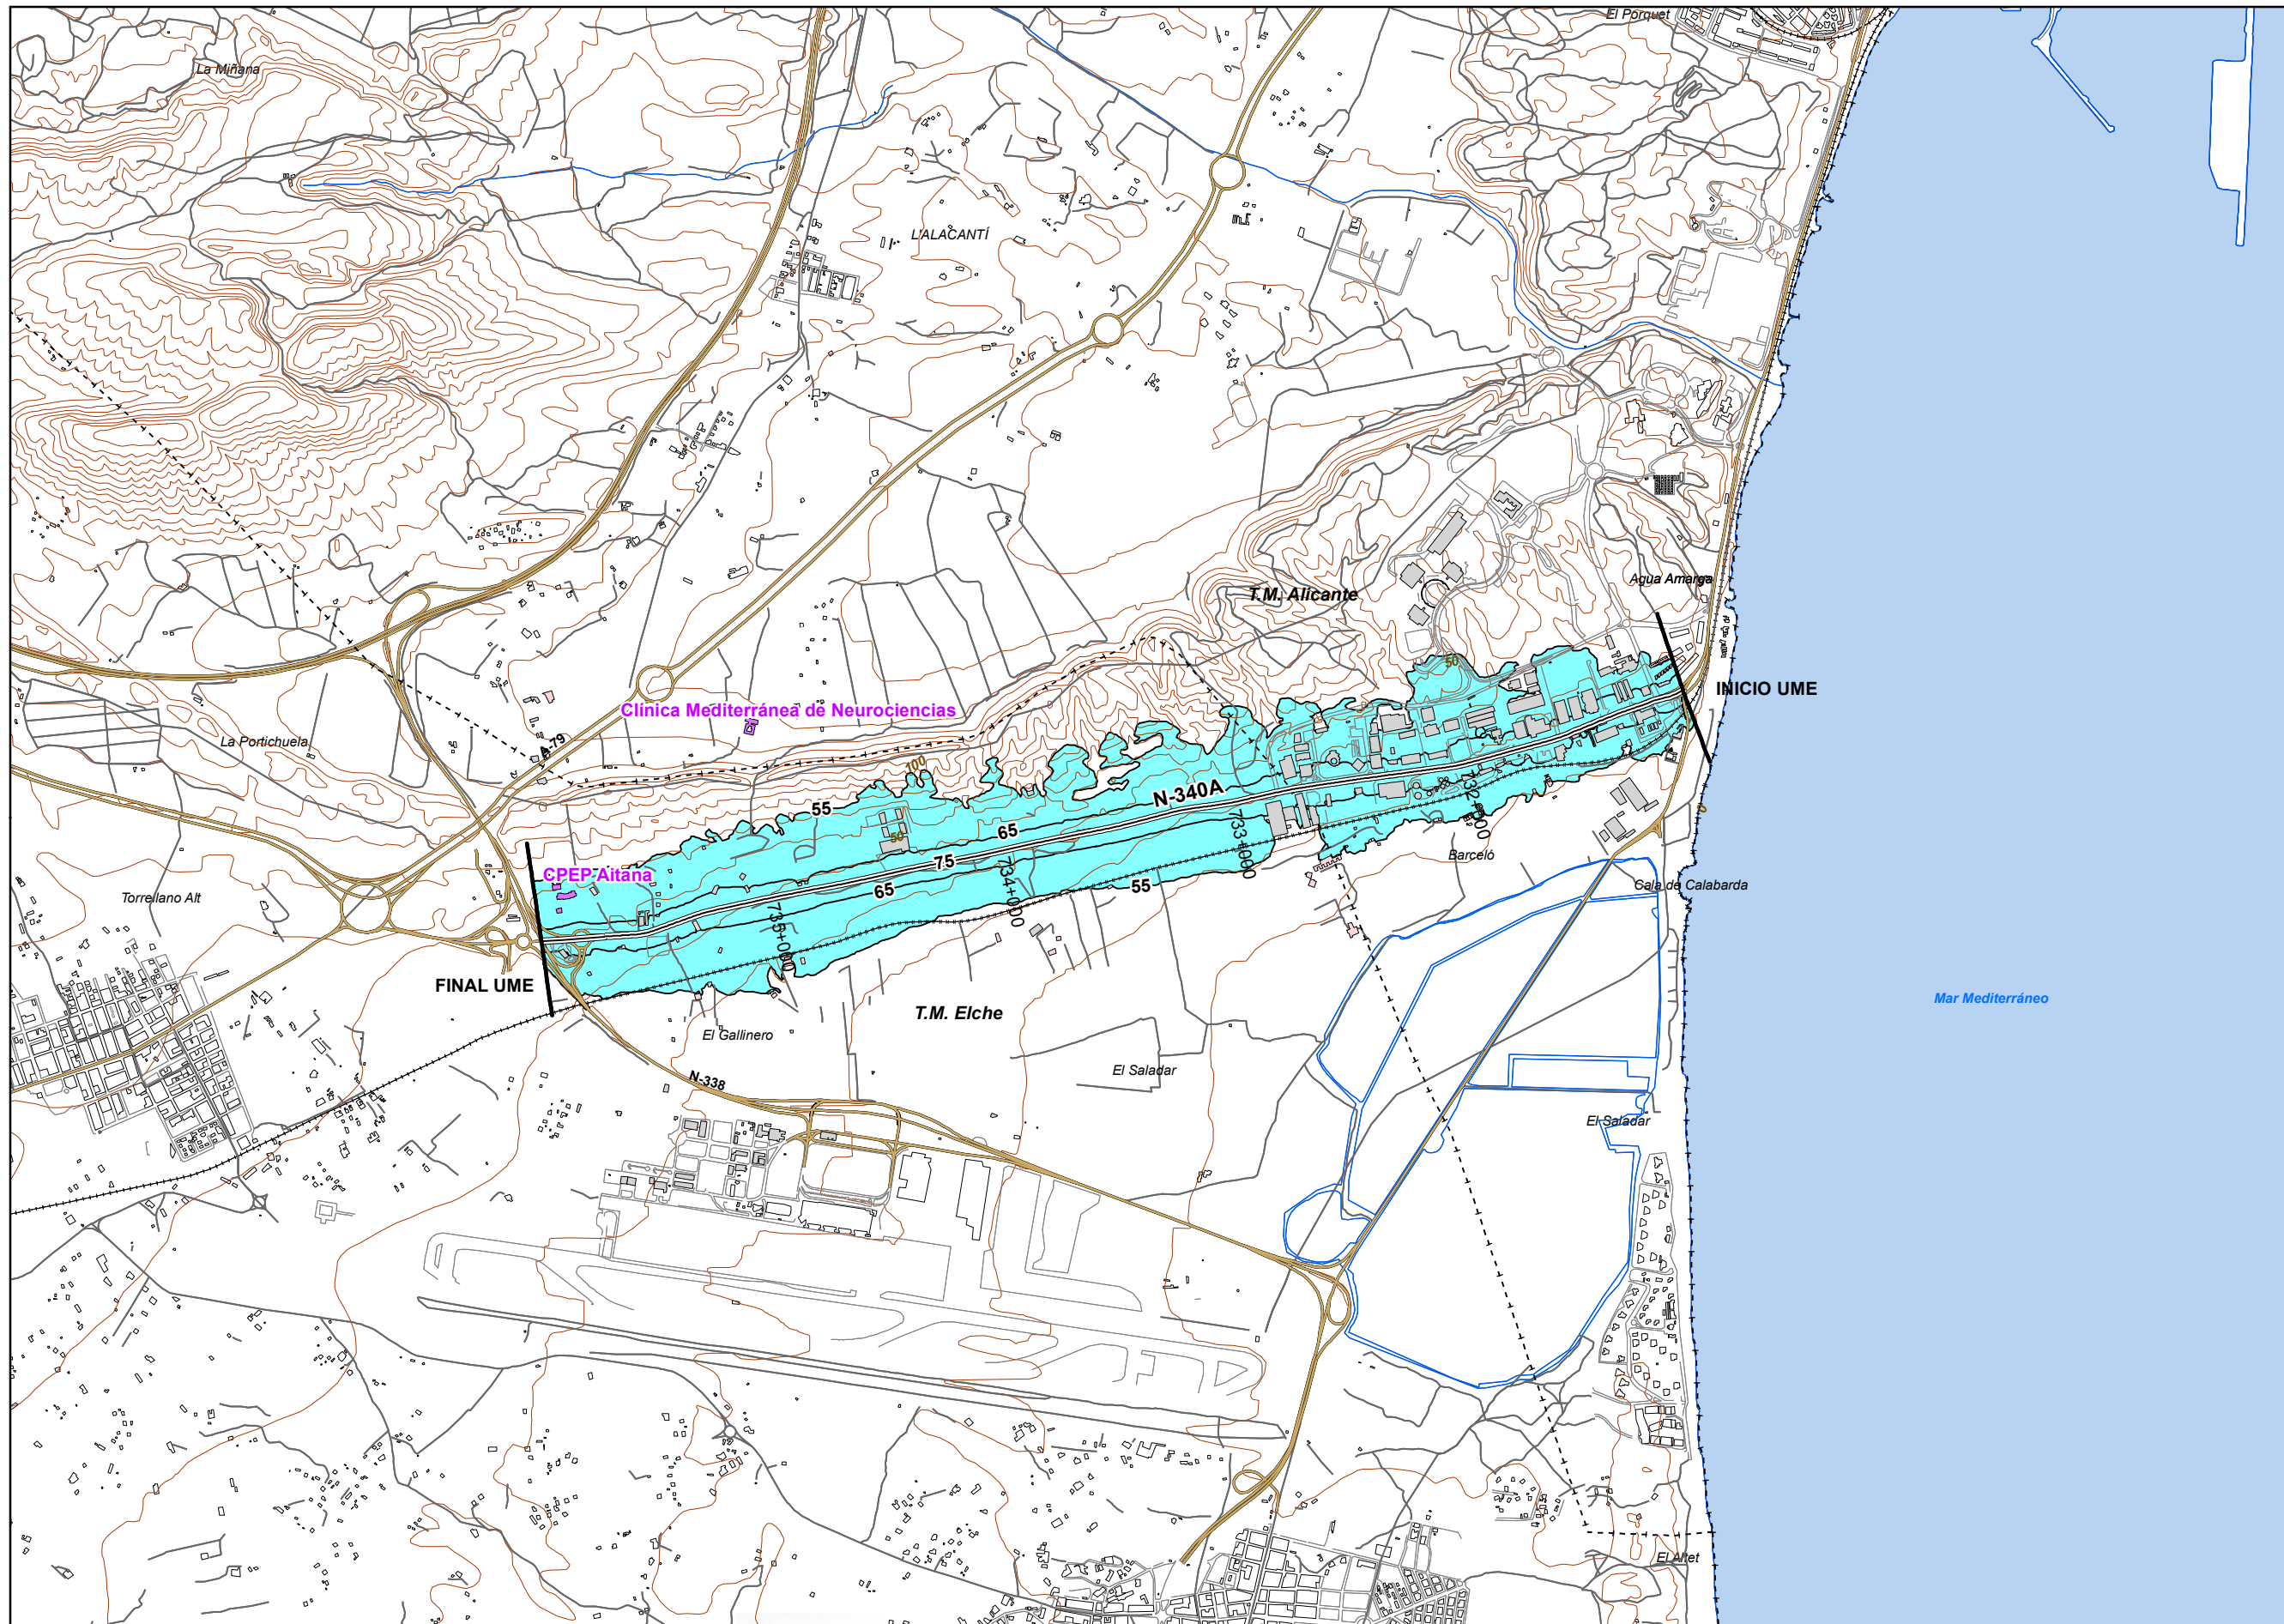 El Porquet
La Miñana
L'ALACANTÍ
Agua Amarga
T.M. Alicante
INICIO UME
50
Clínica Mediterránea de Neurociencias
La Portichuela
A-79
100
N-340A
55
65
732+000
733+000
50
75
Barceló
734+000
CPEP Aitana
65
55
Cala de Calabarda
Torrellano Alt
735+000
FINAL UME
Mar Mediterráneo
T.M. Elche
El Gallinero
El Saladar
N-338
El Saladar
El Altet